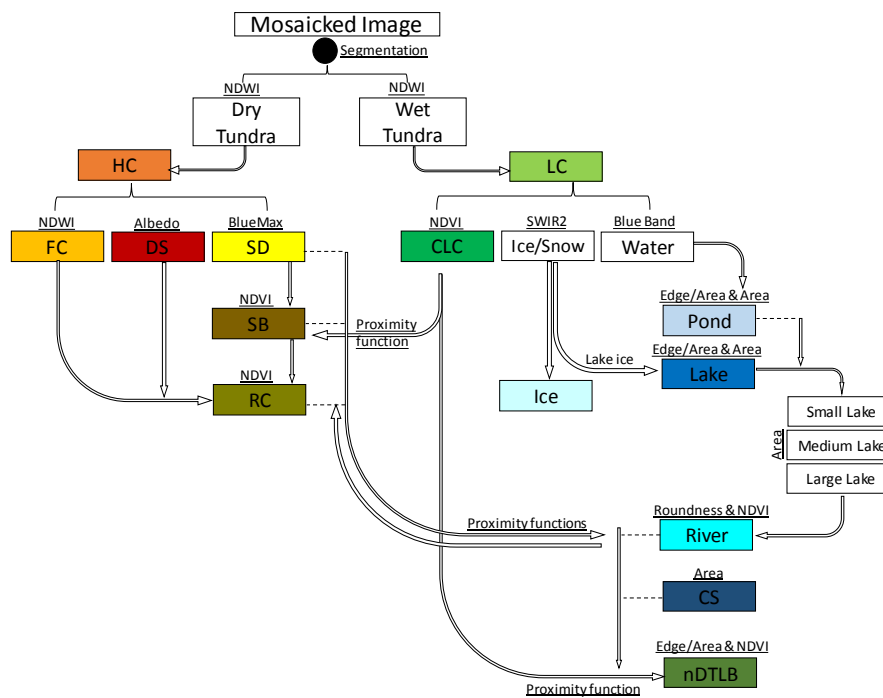 Mosaicked Image
Segmentation
NDWI
NDWI
Dry
Tundra
Wet
Tundra
HC
LC
NDWI
Albedo
BlueMax
NDVI
SWIR2
Blue Band
FC
DS
SD
CLC
Ice/Snow
Water
NDVI
Edge/Area & Area
SB
Proximity
function
Pond
NDVI
Lake ice
Edge/Area & Area
RC
Ice
Lake
Small Lake
Area
Medium Lake
Large Lake
Proximity functions
Roundness & NDVI
River
Area
CS
Edge/Area & NDVI
nDTLB
Proximity function